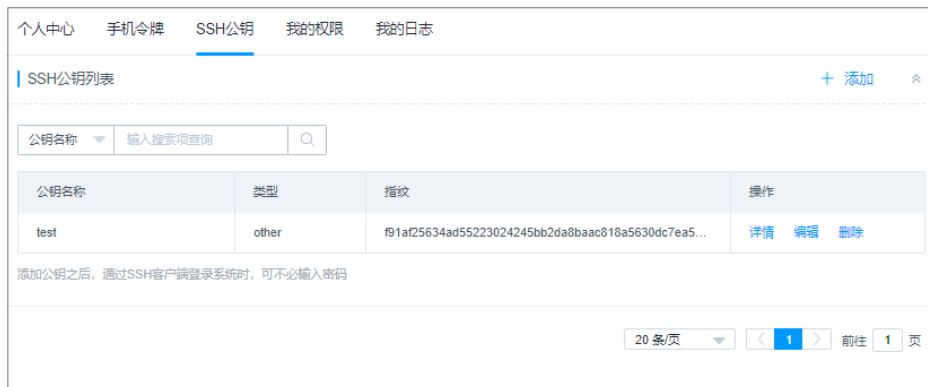 个人中心 手机令牌 SSH公钥 我的权限 我的日志
SSH公钥列表 + 添加
公钥名称 输入搜索项查询
公钥名称 类型 指纹 操作
test other f91af25634ad55223024245bb2da8baac818a5630dc7ea5... 详情 编辑 删除
添加公钥之后，通过SSH客户端登录系统时，可不必输入密码
20 条/页 1 前往 1 页